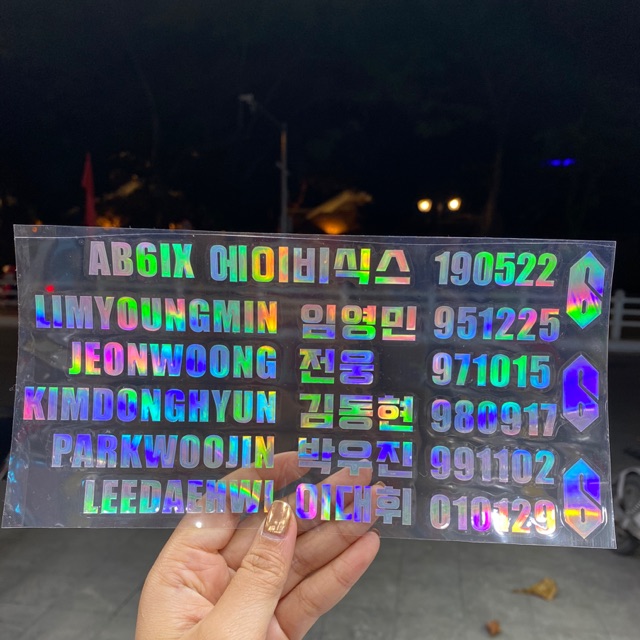 AB6IX 에이비식스 190522
LIMYOUNGMIN 임영민 951225
JEONWOONG 전웅 971015
KIMDONGHYUN 김동현 980917
PARKWOOJIN 박우진 991102
LEEDAEHWI 이대휘 010129